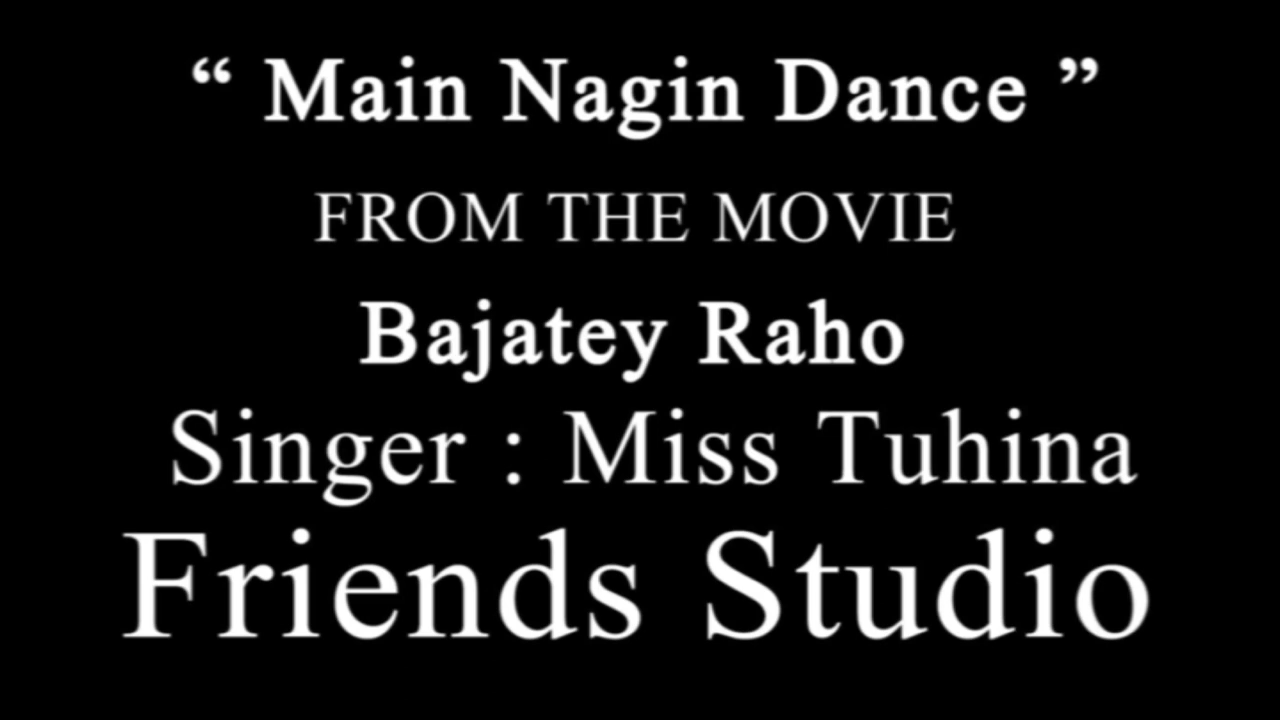 “ Main Nagin Dance ”
FROM THE MOVIE
Bajatey Raho
Singer : Miss Tuhina
Friends Studio